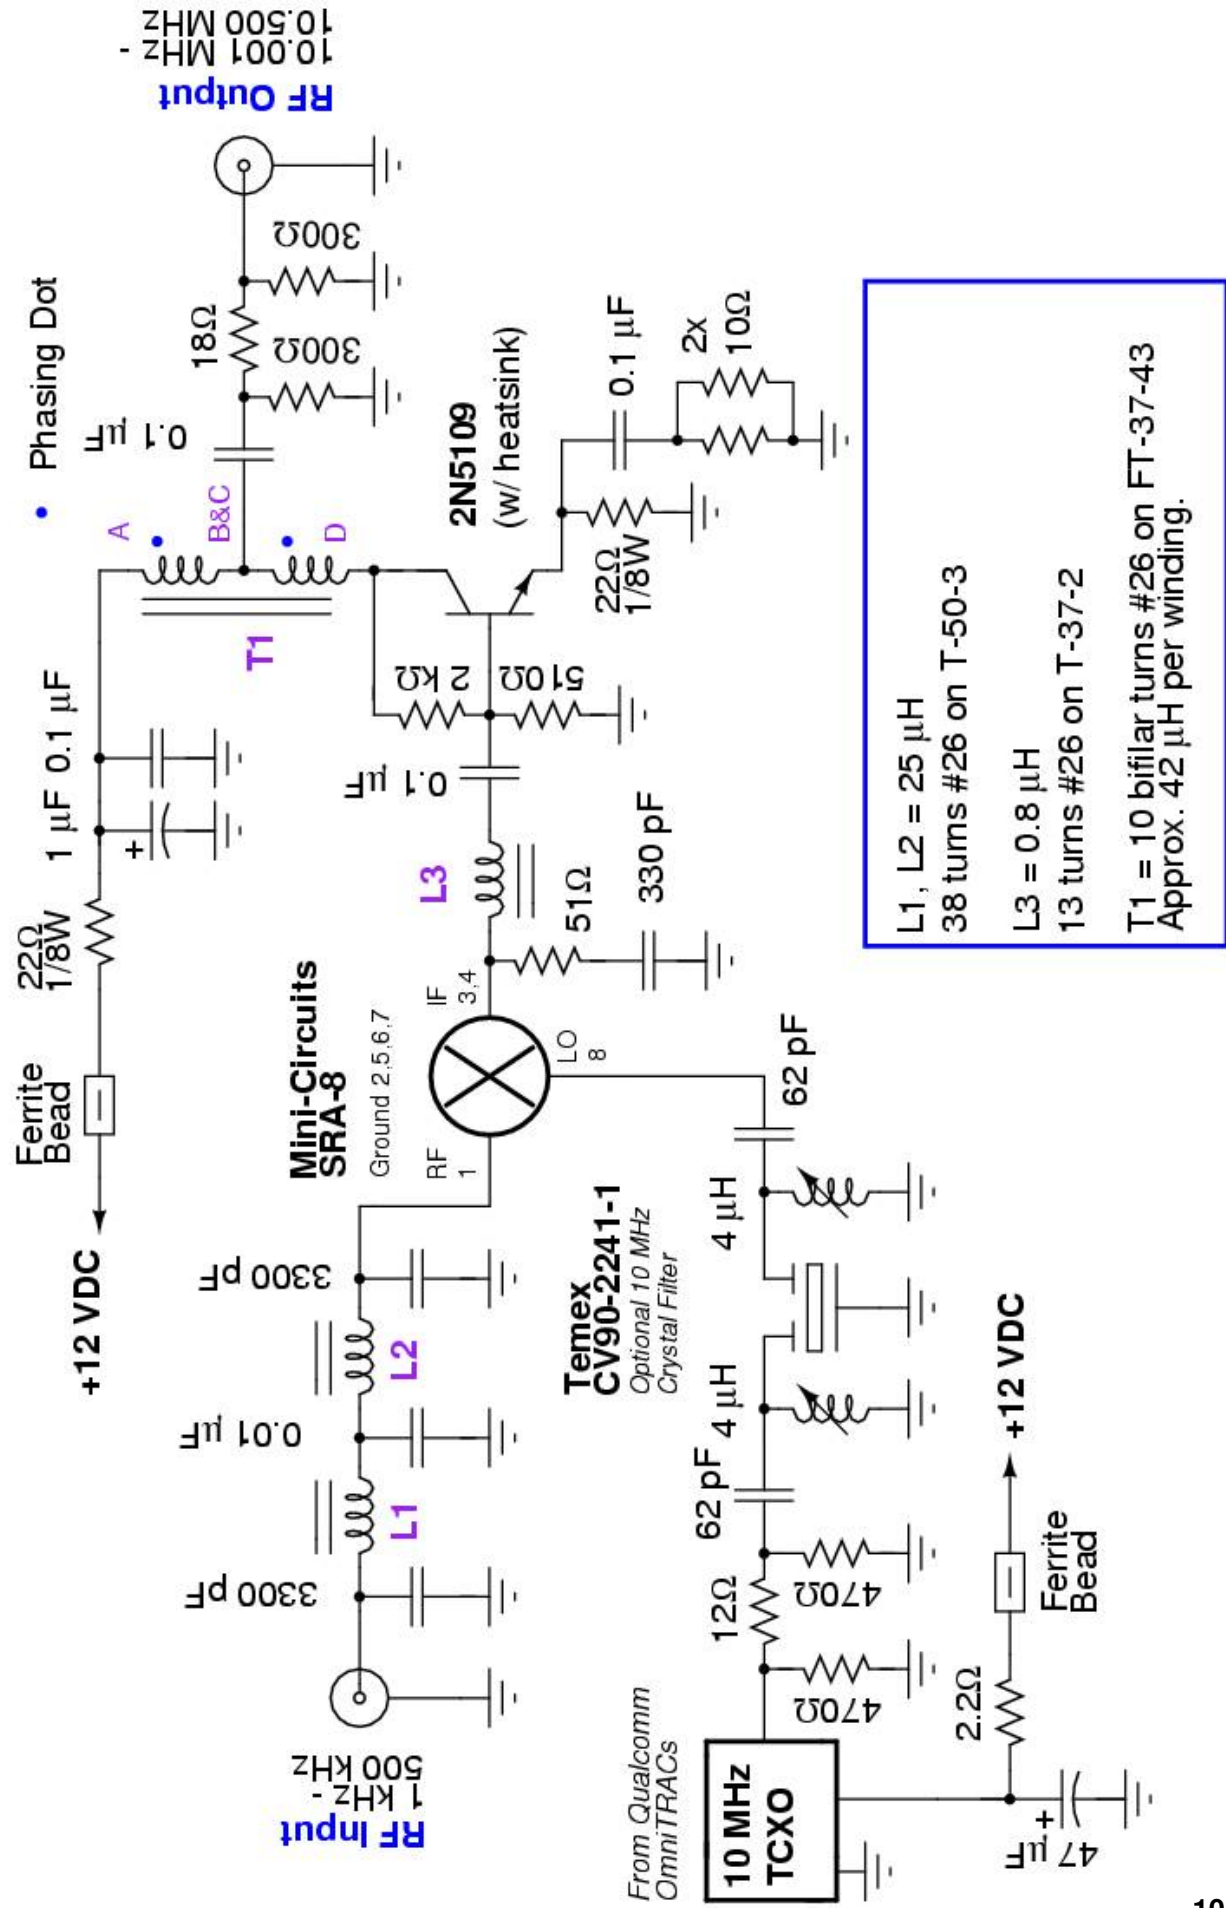 10.001 MHz -
10.500 MHz
RF Output
• Phasing Dot
300Ω
18Ω
300Ω
0.1 µF
A
B&C
D
T1
2N5109
(w/ heatsink)
0.1 µF
2x
10Ω
22Ω
1/8W
2 kΩ
510Ω
0.1 µF
1 µF
0.1 µF
+
22Ω
1/8W
Ferrite
Bead
+12 VDC
L3
51Ω
330 pF
Mini-Circuits
SRA-8
Ground 2,5,6,7
RF
1
IF
3,4
LO
8
3300 pF
L2
0.01 µF
L1
3300 pF
RF Input
1 kHz -
500 kHz
62 pF
4 µH
Temex
CV90-2241-1
Optional 10 MHz
Crystal Filter
4 µH
62 pF
12Ω
470Ω
470Ω
From Qualcomm
OmniTRACs
10 MHz
TCXO
2.2Ω
Ferrite
Bead
+12 VDC
+
47 µF
L1, L2 = 25 µH
38 turns #26 on T-50-3
L3 = 0.8 µH
13 turns #26 on T-37-2
T1 = 10 bifilar turns #26 on FT-37-43
Approx. 42 µH per winding.